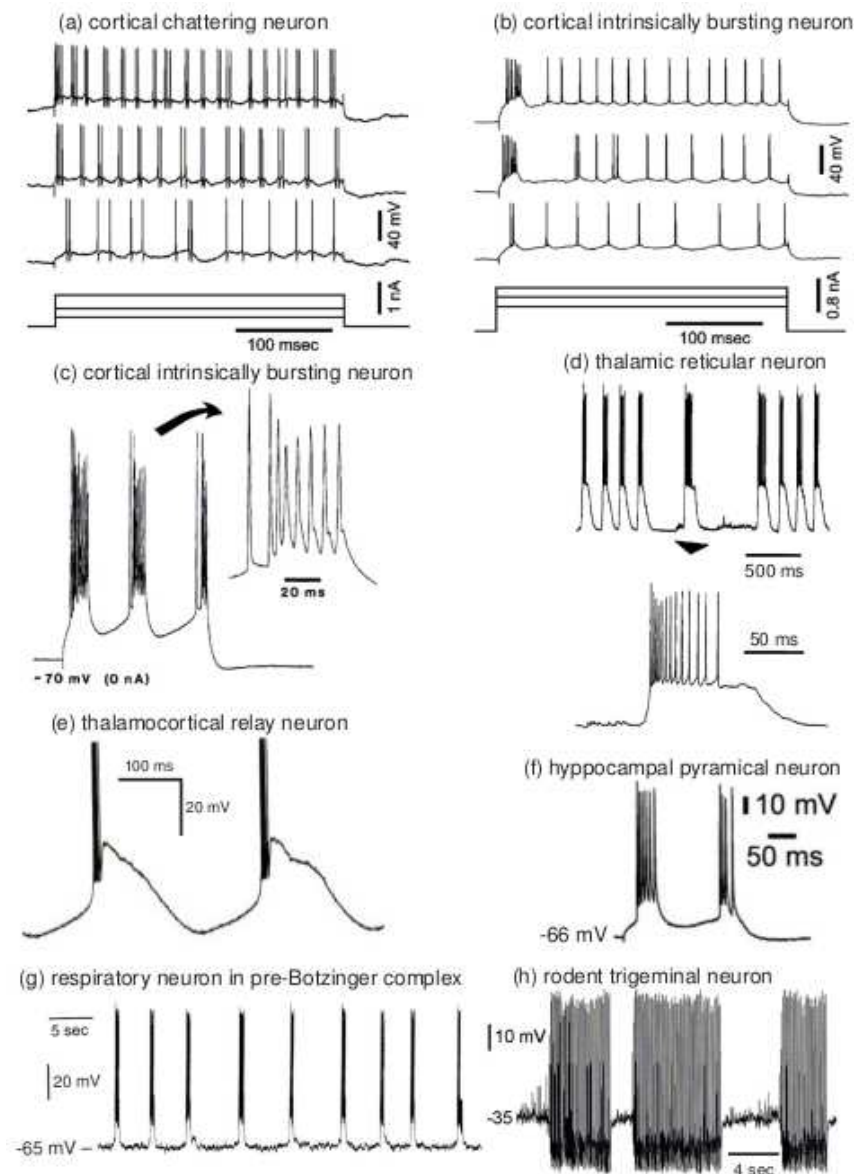 (a) cortical chattering neuron
40 mV
1 nA
100 msec
(b) cortical intrinsically bursting neuron
40 mV
0.8 nA
100 msec
(c) cortical intrinsically bursting neuron
20 ms
-70 mV (0 nA)
(d) thalamic reticular neuron
500 ms
50 ms
(e) thalamocortical relay neuron
100 ms
20 mV
(f) hyppocampal pyramical neuron
10 mV
50 ms
-66 mV
(g) respiratory neuron in pre-Botzinger complex
5 sec
20 mV
-65 mV
(h) rodent trigeminal neuron
10 mV
-35
4 sec